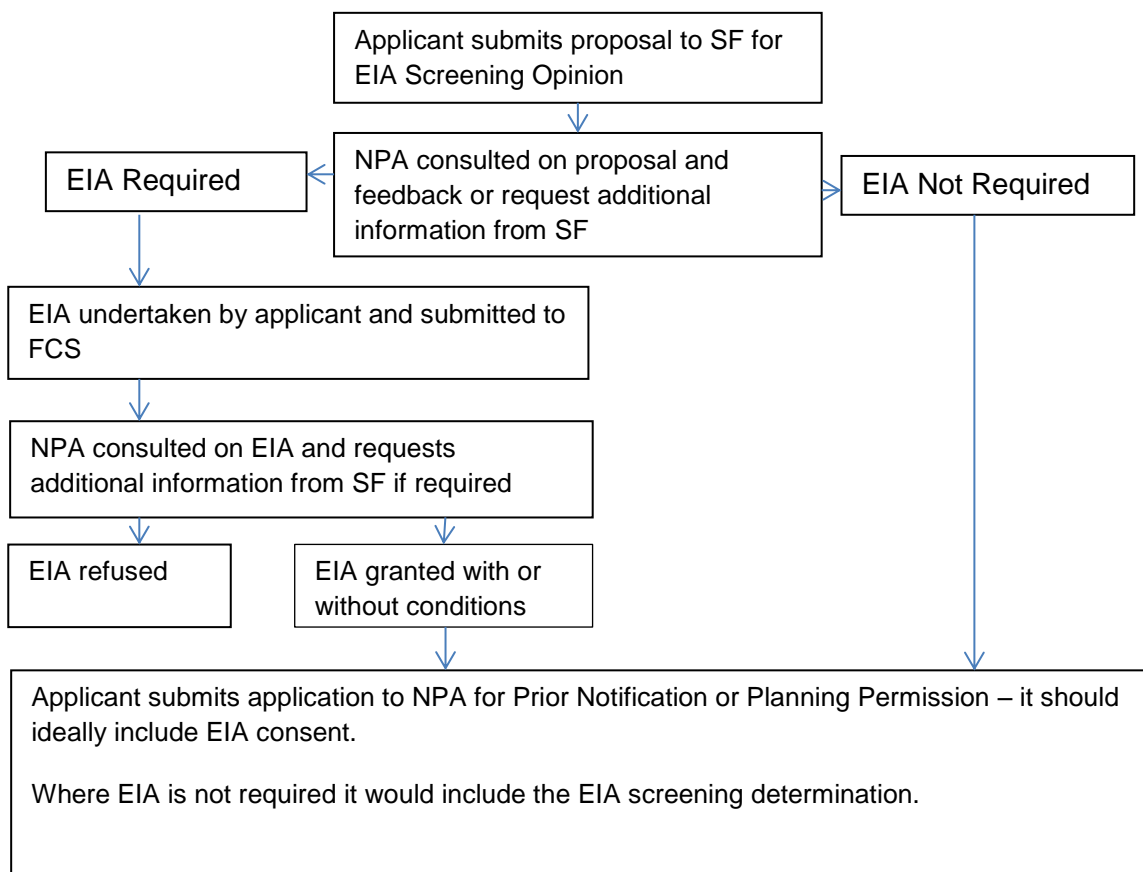 Applicant submits proposal to SF for
EIA Screening Opinion
EIA Required
NPA consulted on proposal and
feedback or request additional
information from SF
EIA Not Required
EIA undertaken by applicant and submitted to
FCS
NPA consulted on EIA and requests
additional information from SF if required
EIA refused
EIA granted with or
without conditions
Applicant submits application to NPA for Prior Notification or Planning Permission – it should
ideally include EIA consent.
Where EIA is not required it would include the EIA screening determination.